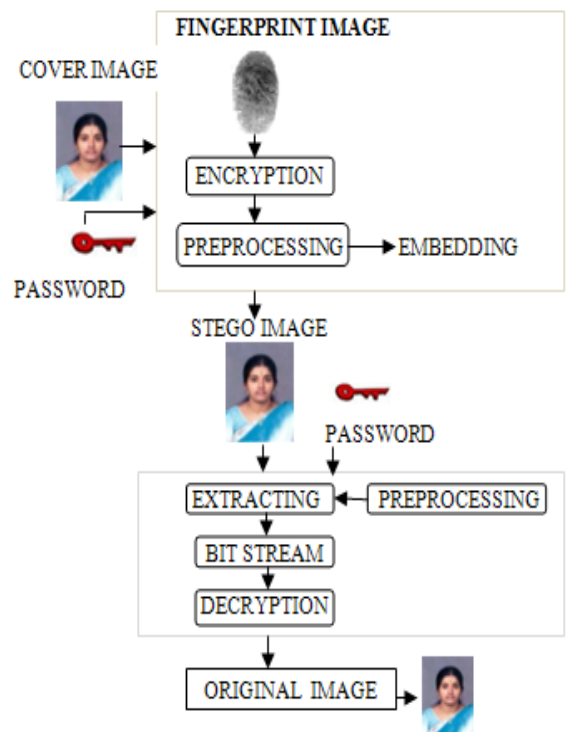 FINGERPRINT IMAGE
COVER IMAGE
ENCRYPTION
PREPROCESSING
EMBEDDING
PASSWORD
STEGO IMAGE
PASSWORD
EXTRACTING
PREPROCESSING
BIT STREAM
DECRYPTION
ORIGINAL IMAGE